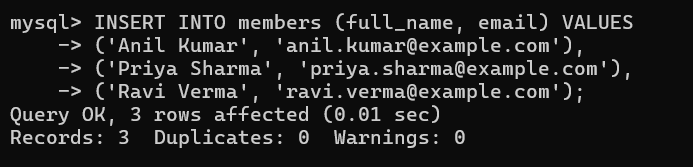 mysql> INSERT INTO members (full_name, email) VALUES
    -> ('Anil Kumar', 'anil.kumar@example.com'),
    -> ('Priya Sharma', 'priya.sharma@example.com'),
    -> ('Ravi Verma', 'ravi.verma@example.com');
Query OK, 3 rows affected (0.01 sec)
Records: 3  Duplicates: 0  Warnings: 0